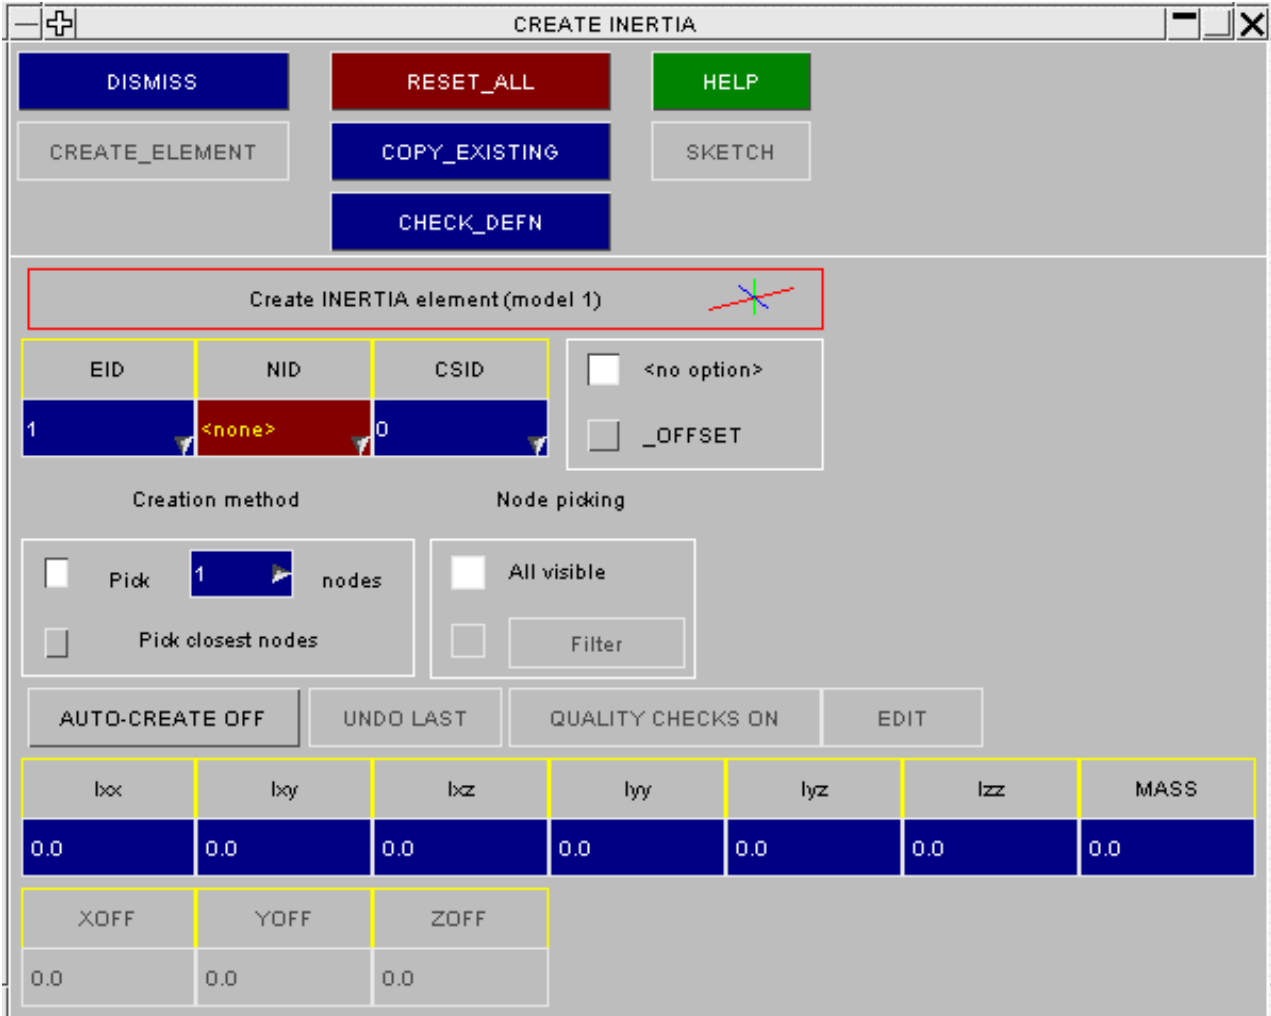 CREATE INERTIA
DISMISS RESET_ALL HELP
CREATE_ELEMENT COPY_EXISTING SKETCH
CHECK_DEFN
Create INERTIA element (model 1)
EID NID CSID <no option>
1 <none> 0 _OFFSET
Creation method Node picking
Pick 1 nodes All visible
Pick closest nodes Filter
AUTO-CREATE OFF UNDO LAST QUALITY CHECKS ON EDIT
Ixx Ixy Ixz Iyy Iyz Izz MASS
0.0 0.0 0.0 0.0 0.0 0.0 0.0
XOFF YOFF ZOFF
0.0 0.0 0.0